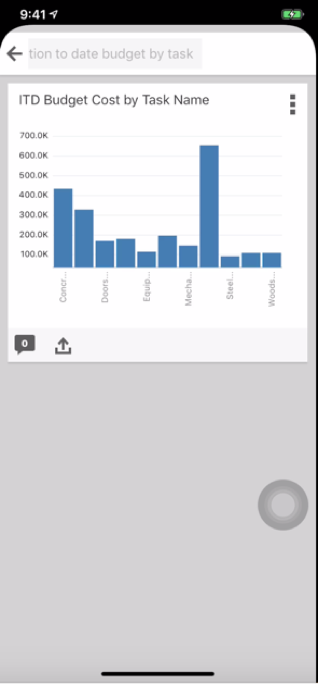 9:41
tion to date budget by task
ITD Budget Cost by Task Name
700.0K
600.0K
500.0K
400.0K
300.0K
200.0K
100.0K
Concr...
Doors...
Equip...
Mecha...
Steel...
Woods...
0